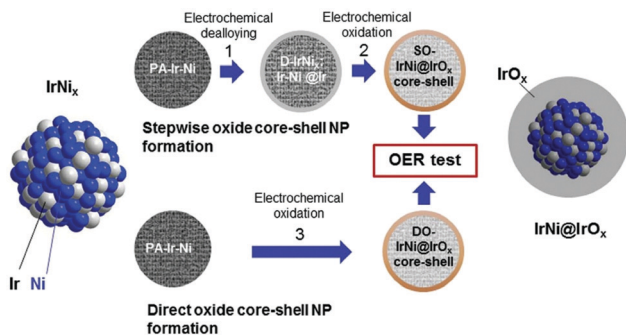 Electrochemical
dealloying
1
Electrochemical
oxidation
2
PA-Ir-Ni
D-IrNiₓ:
Ir-Ni @Ir
SO-
IrNi@IrOₓ
core-shell
Stepwise oxide core-shell NP
formation
IrNiₓ
Ir Ni
OER test
Electrochemical
oxidation
3
PA-Ir-Ni
DO-
IrNi@IrOₓ
core-shell
Direct oxide core-shell NP
formation
IrOₓ
IrNi@IrOₓ